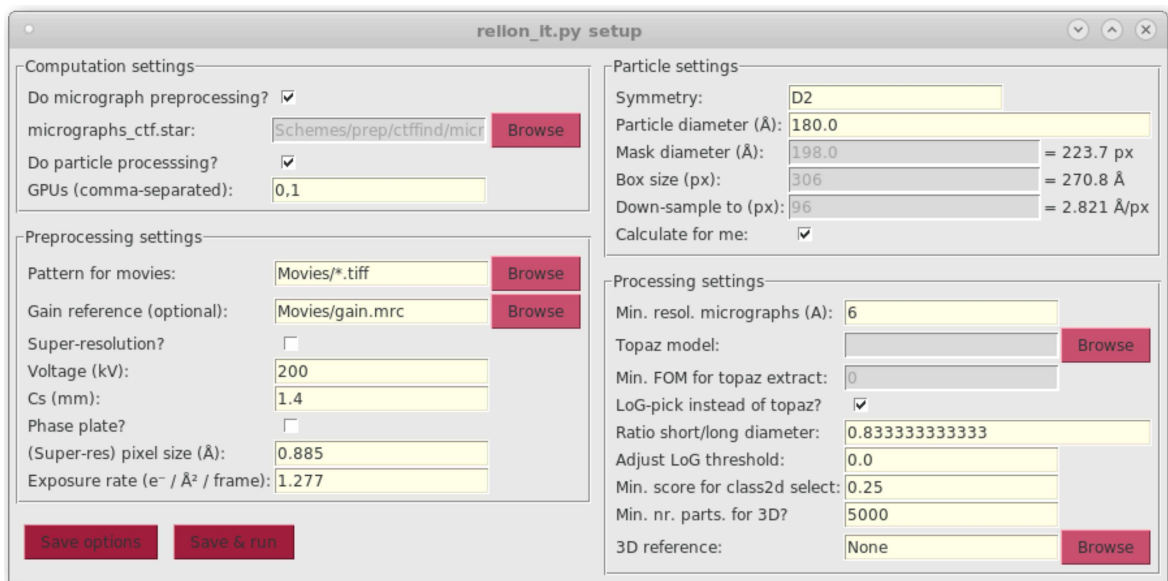 relion_it.py setup
Computation settings
Do micrograph preprocessing?
micrographs_ctf.star: Schemes/prep/ctffind/micr Browse
Do particle processsing?
GPUs (comma-separated): 0,1
Preprocessing settings
Pattern for movies: Movies/*.tiff Browse
Gain reference (optional): Movies/gain.mrc Browse
Super-resolution?
Voltage (kV): 200
Cs (mm): 1.4
Phase plate?
(Super-res) pixel size (Å): 0.885
Exposure rate (e⁻ / Å² / frame): 1.277
Save options Save & run
Particle settings
Symmetry: D2
Particle diameter (Å): 180.0
Mask diameter (Å): 198.0 = 223.7 px
Box size (px): 306 = 270.8 Å
Down-sample to (px): 96 = 2.821 Å/px
Calculate for me:
Processing settings
Min. resol. micrographs (A): 6
Topaz model: Browse
Min. FOM for topaz extract: 0
LoG-pick instead of topaz?
Ratio short/long diameter: 0.833333333333
Adjust LoG threshold: 0.0
Min. score for class2d select: 0.25
Min. nr. parts. for 3D? 5000
3D reference: None Browse